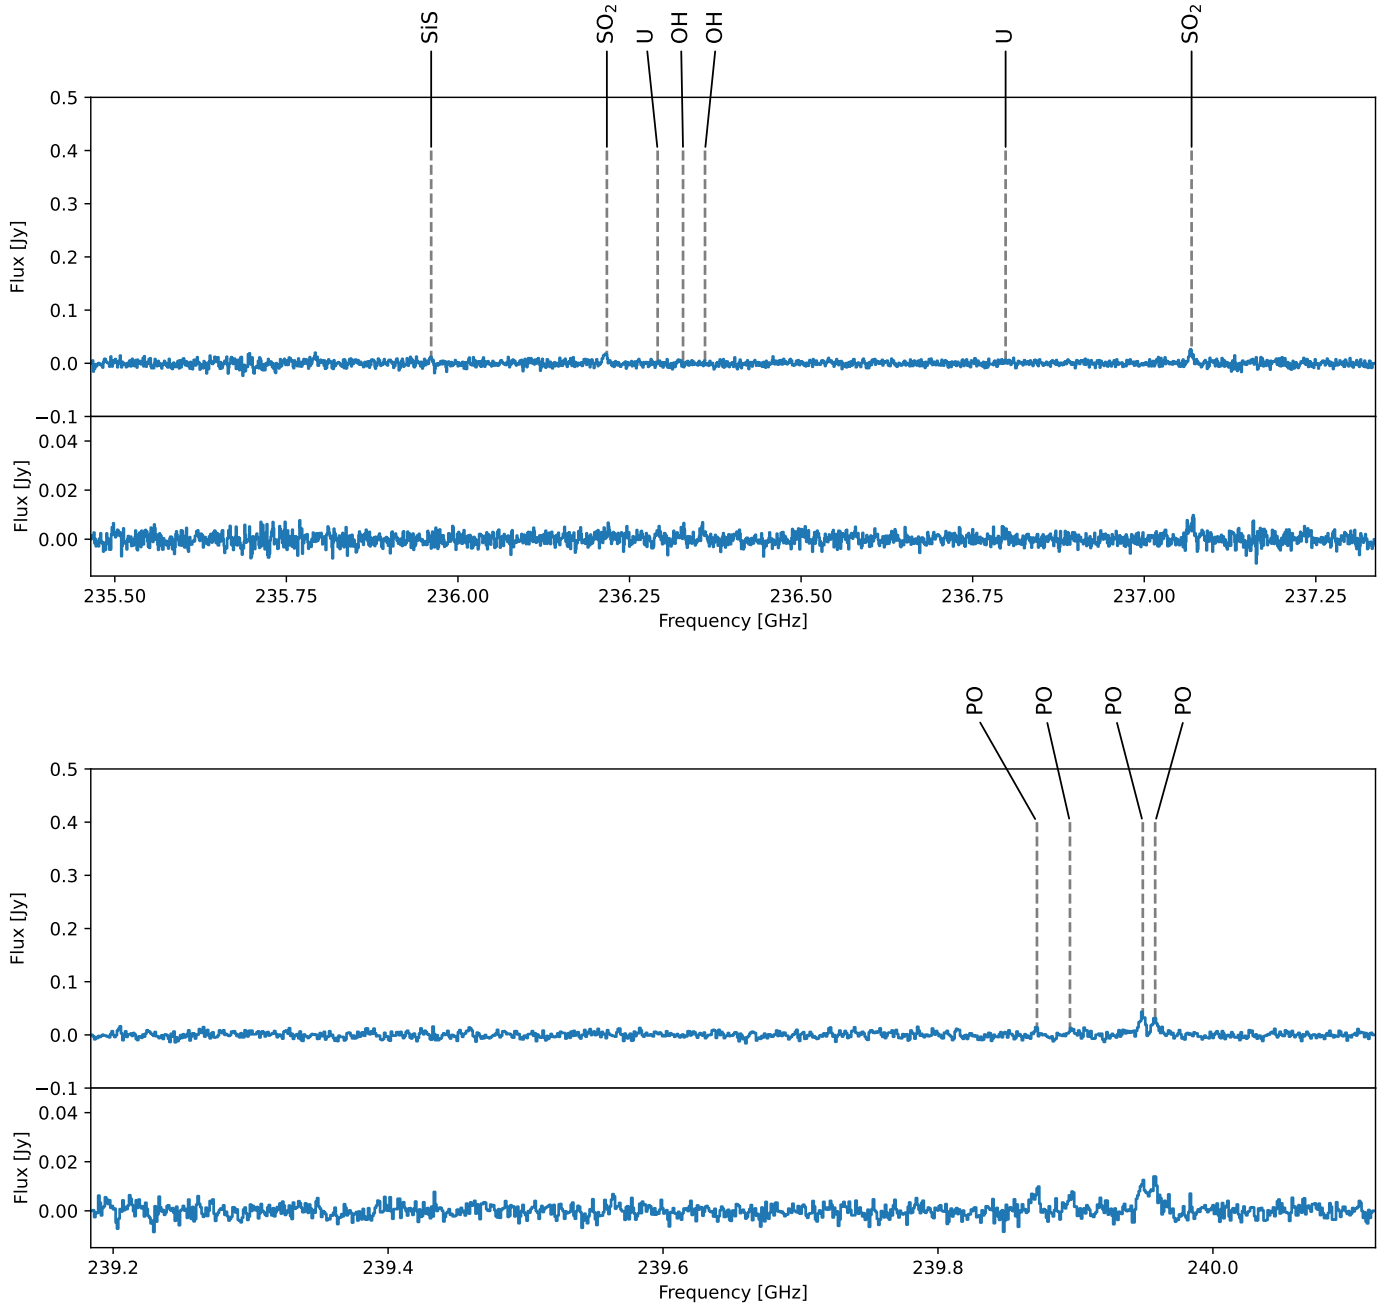 SiS SO₂ U OH OH U SO₂
0.5
0.4
0.3
0.2
0.1
0.0
−0.1
Flux [Jy]
0.04
0.02
0.00
Flux [Jy]
235.50 235.75 236.00 236.25 236.50 236.75 237.00 237.25
Frequency [GHz]
PO PO PO PO
0.5
0.4
0.3
0.2
0.1
0.0
−0.1
Flux [Jy]
0.04
0.02
0.00
Flux [Jy]
239.2 239.4 239.6 239.8 240.0
Frequency [GHz]